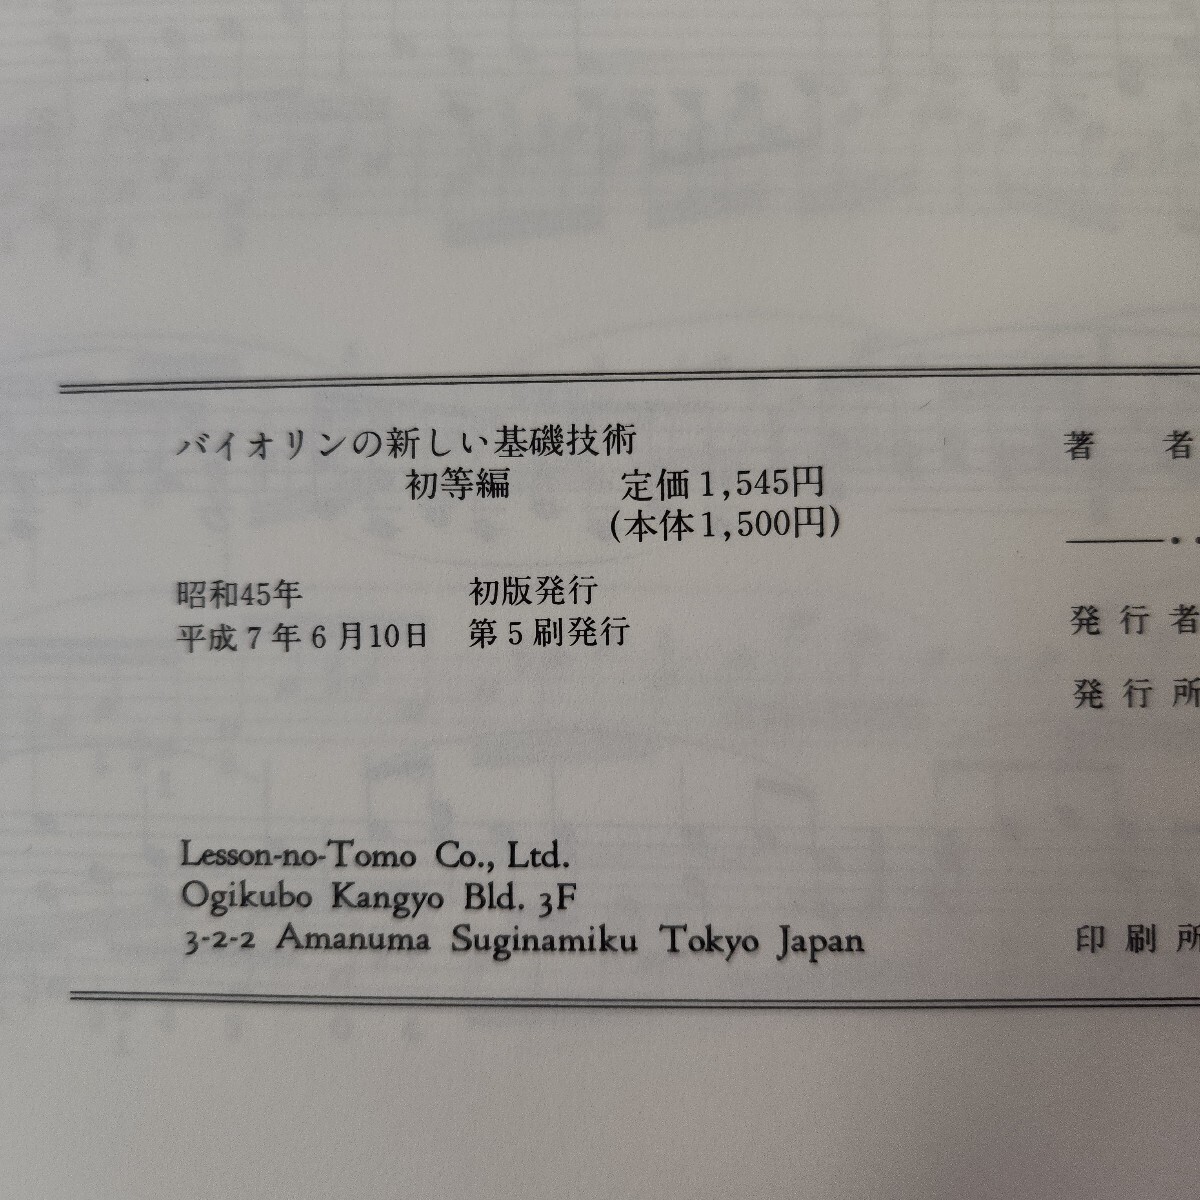 バイオリンの新しい基礎技術
初等編 定価1,545円
(本体1,500円)
昭和45年 初版発行
平成7年6月10日 第5刷発行
Lesson-no-Tomo Co., Ltd.
Ogikubo Kangyo Bld. 3F
3-2-2 Amanuma Suginamiku Tokyo Japan
著 者
発行者
発行所
印刷所